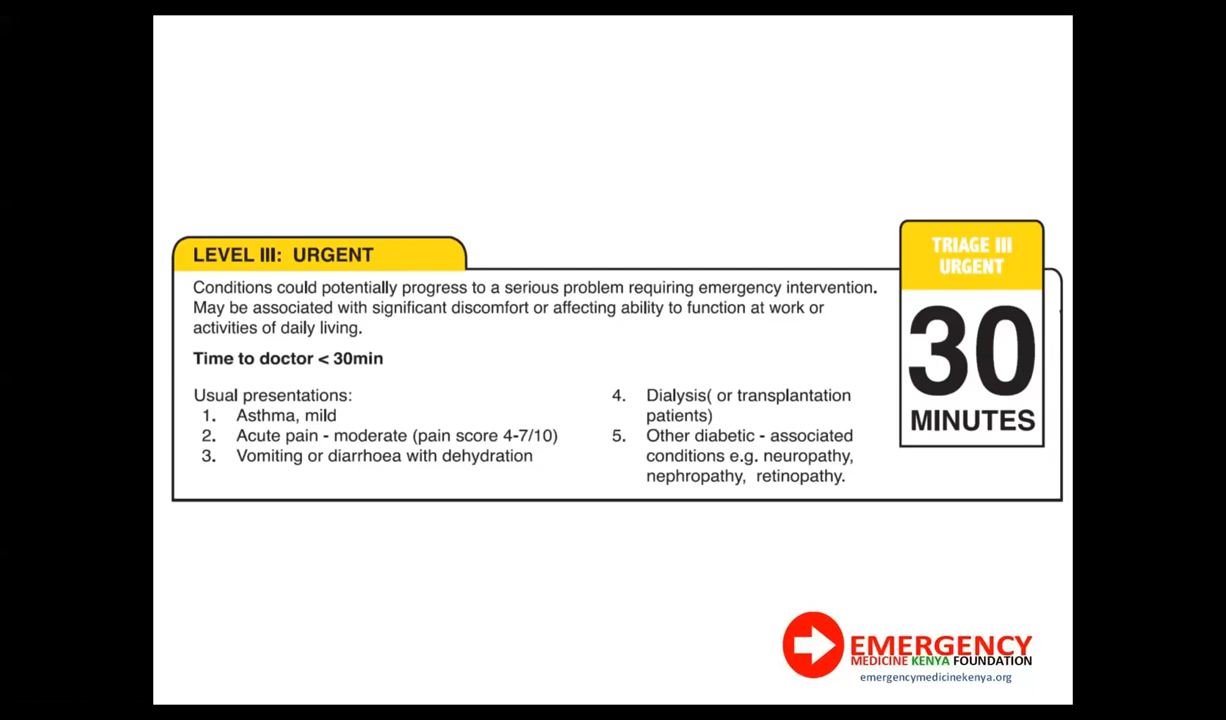 LEVEL III: URGENT
TRIAGE III
URGENT
Conditions could potentially progress to a serious problem requiring emergency intervention.
May be associated with significant discomfort or affecting ability to function at work or
activities of daily living.
30
MINUTES
Time to doctor < 30min
Usual presentations:
1. Asthma, mild
2. Acute pain - moderate (pain score 4-7/10)
3. Vomiting or diarrhoea with dehydration
4. Dialysis( or transplantation
patients)
5. Other diabetic - associated
conditions e.g. neuropathy,
nephropathy, retinopathy.
EMERGENCY
MEDICINE KENYA FOUNDATION
emergencymedicinekenya.org